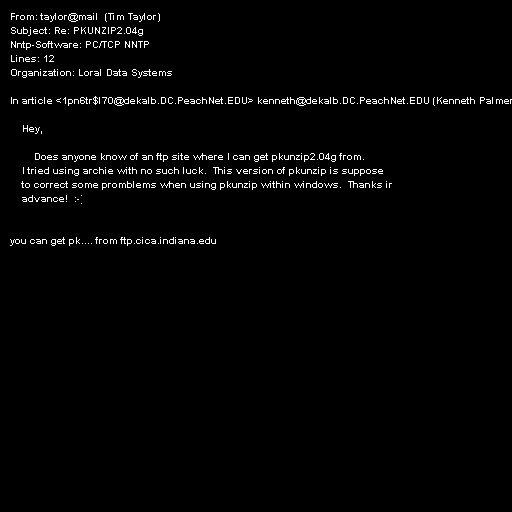 From: taylor@mail (Tim Taylor)
Subject: Re: PKUNZIP2.04g
Nntp-Software: PC/TCP NNTP
Lines: 12
Organization: Loral Data Systems
In article <1pn6tr$l70@dekalb.DC.PeachNet.EDU> kenneth@dekalb.DC.PeachNet.EDU (Kenneth Palmer
Hey,
Does anyone know of an ftp site where I can get pkunzip2.04g from.
I tried using archie with no such luck. This version of pkunzip is suppose
to correct some promblems when using pkunzip within windows. Thanks in
advance! :-)
you can get pk.... from ftp.cica.indiana.edu